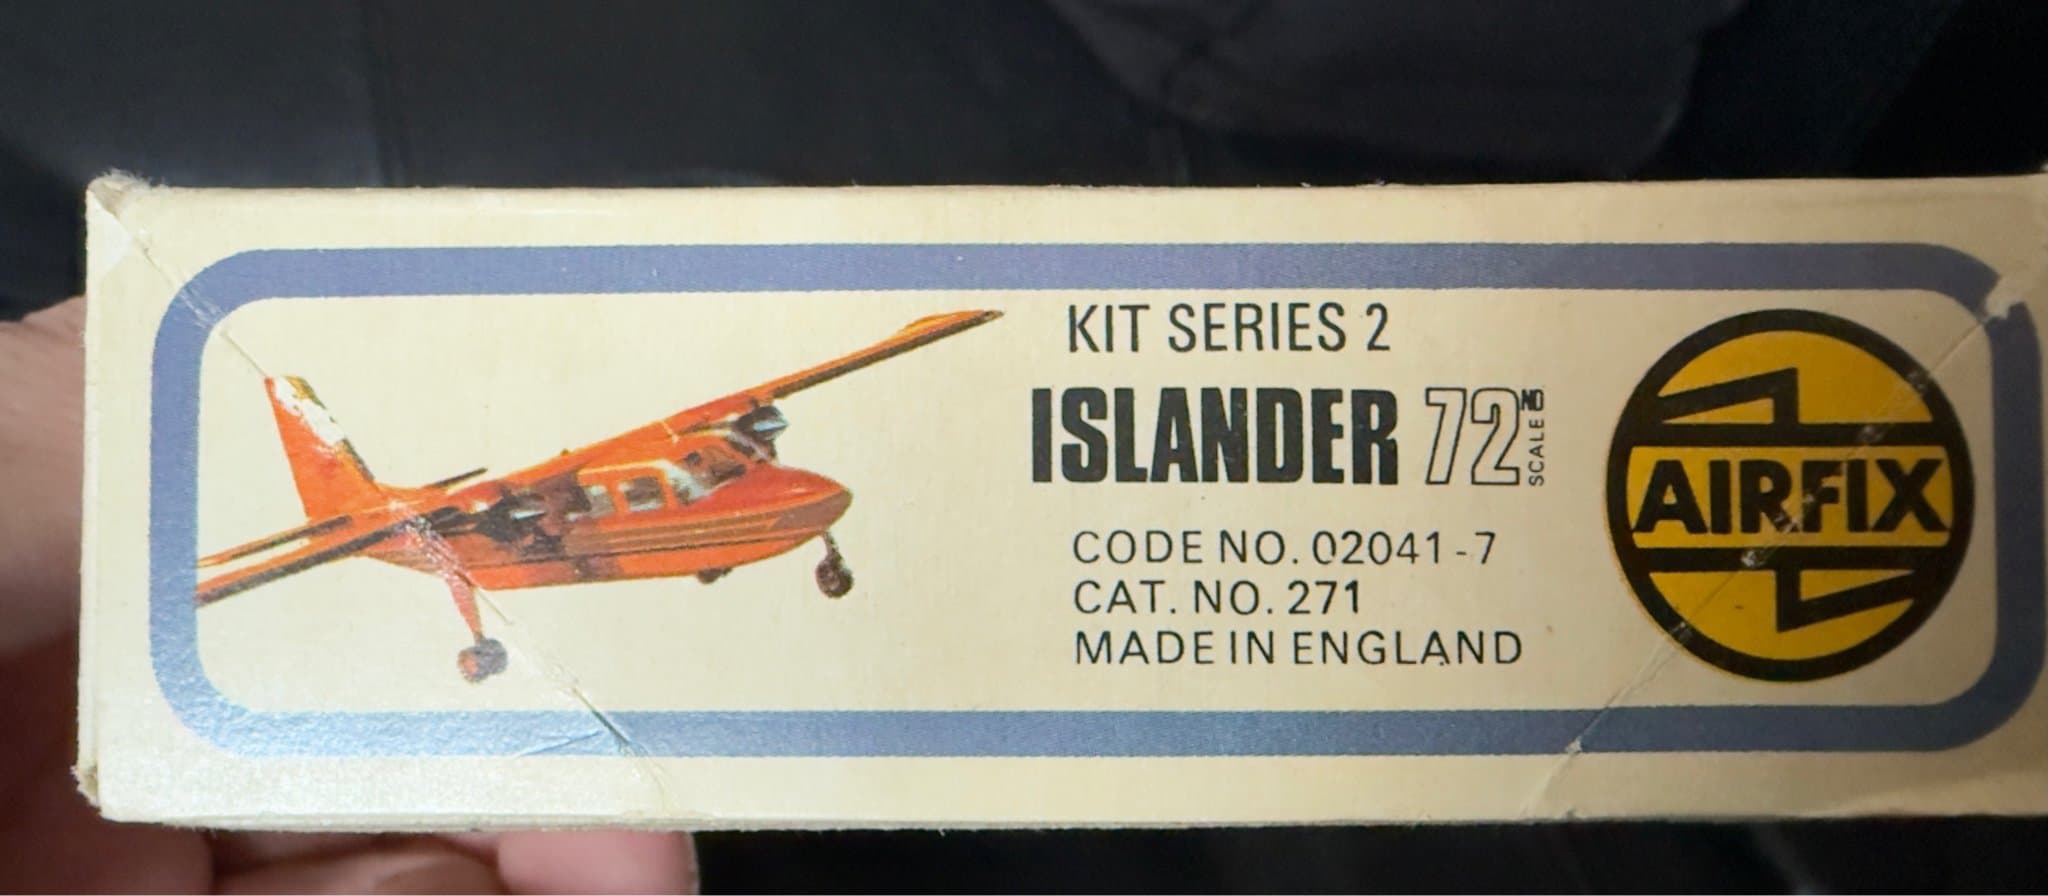 KIT SERIES 2
ISLANDER 72ND SCALE
CODE NO. 02041-7
CAT. NO. 271
MADE IN ENGLAND
AIRFIX